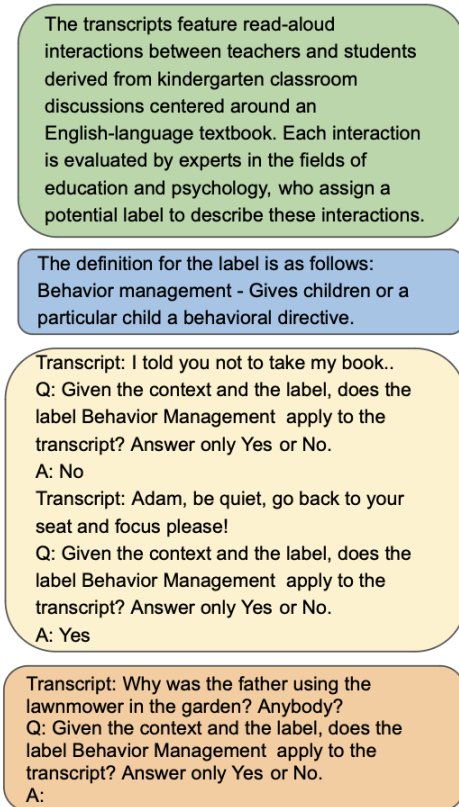 The transcripts feature read-aloud
interactions between teachers and students
derived from kindergarten classroom
discussions centered around an
English-language textbook. Each interaction
is evaluated by experts in the fields of
education and psychology, who assign a
potential label to describe these interactions.
The definition for the label is as follows:
Behavior management - Gives children or a
particular child a behavioral directive.
Transcript: I told you not to take my book..
Q: Given the context and the label, does the
label Behavior Management  apply to the
transcript? Answer only Yes or No.
A: No
Transcript: Adam, be quiet, go back to your
seat and focus please!
Q: Given the context and the label, does the
label Behavior Management  apply to the
transcript? Answer only Yes or No.
A: Yes
Transcript: Why was the father using the
lawnmower in the garden? Anybody?
Q: Given the context and the label, does the
label Behavior Management  apply to the
transcript? Answer only Yes or No.
A: